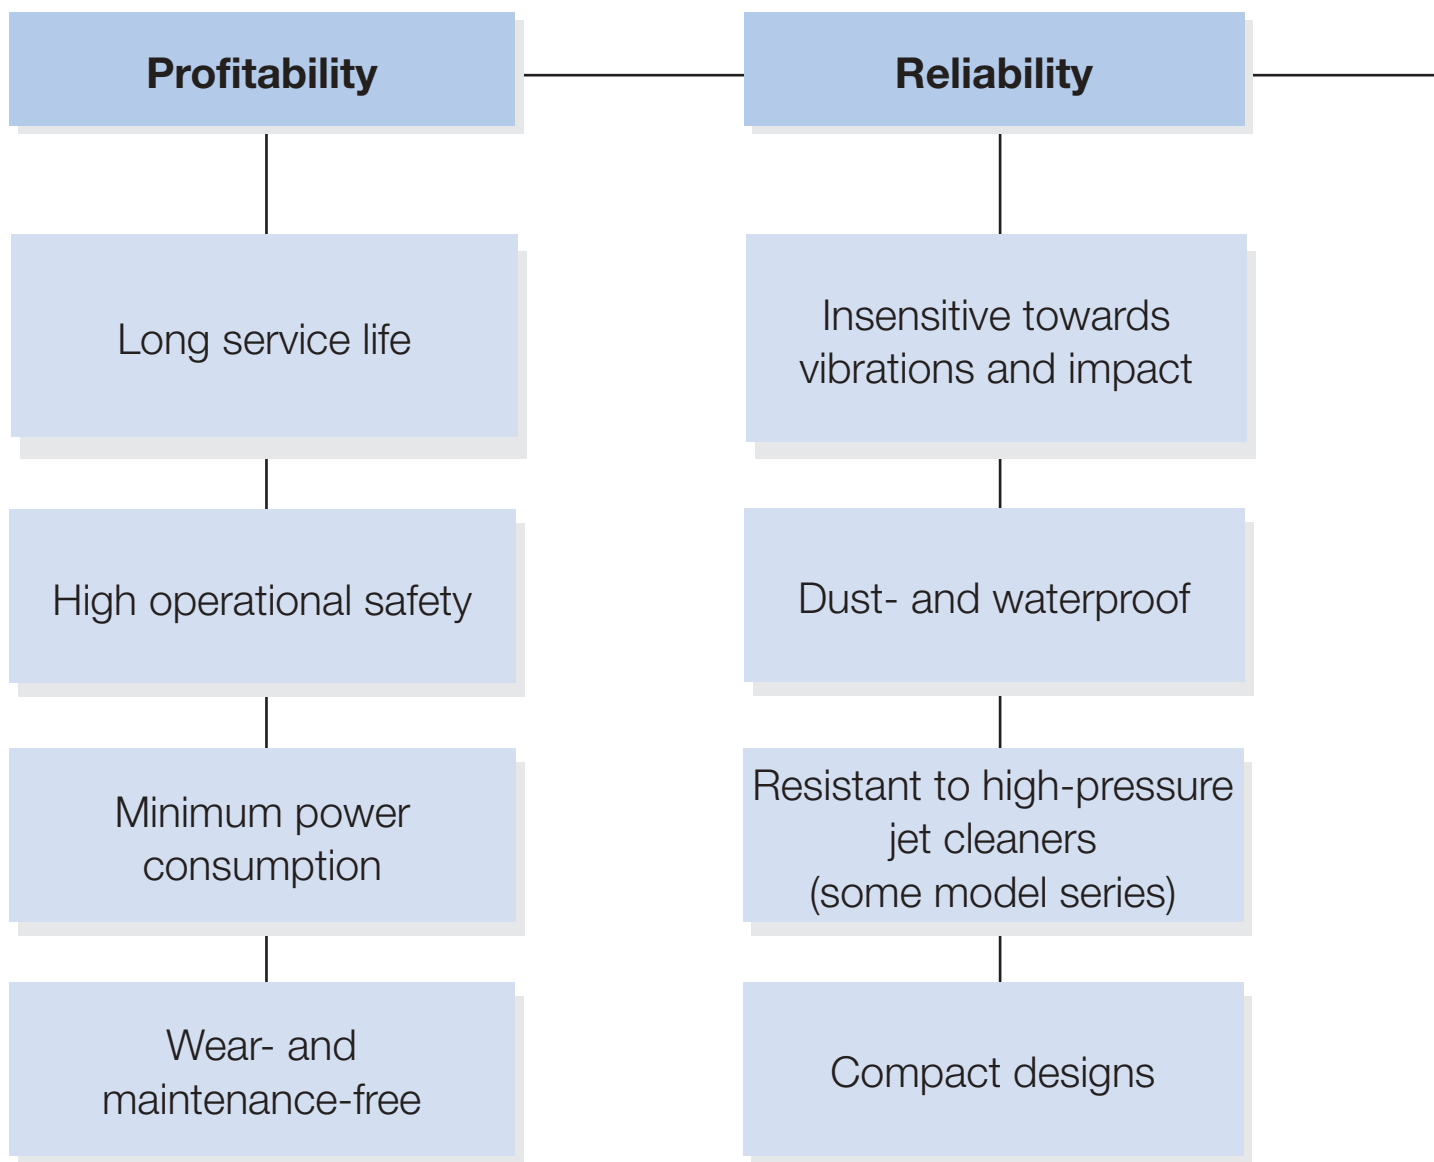 Profitability
Long service life
High operational safety
Minimum power
consumption
Wear- and
maintenance-free
Reliability
Insensitive towards
vibrations and impact
Dust- and waterproof
Resistant to high-pressure
jet cleaners
(some model series)
Compact designs